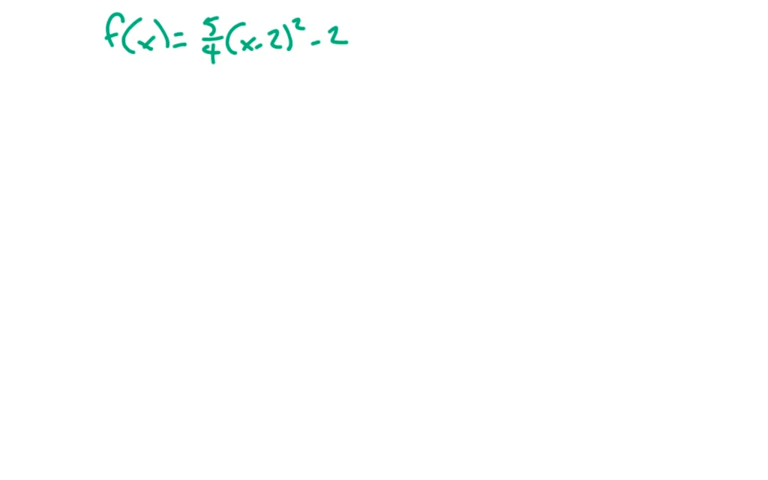 f(x) = 5/4 (x - 2)² - 2